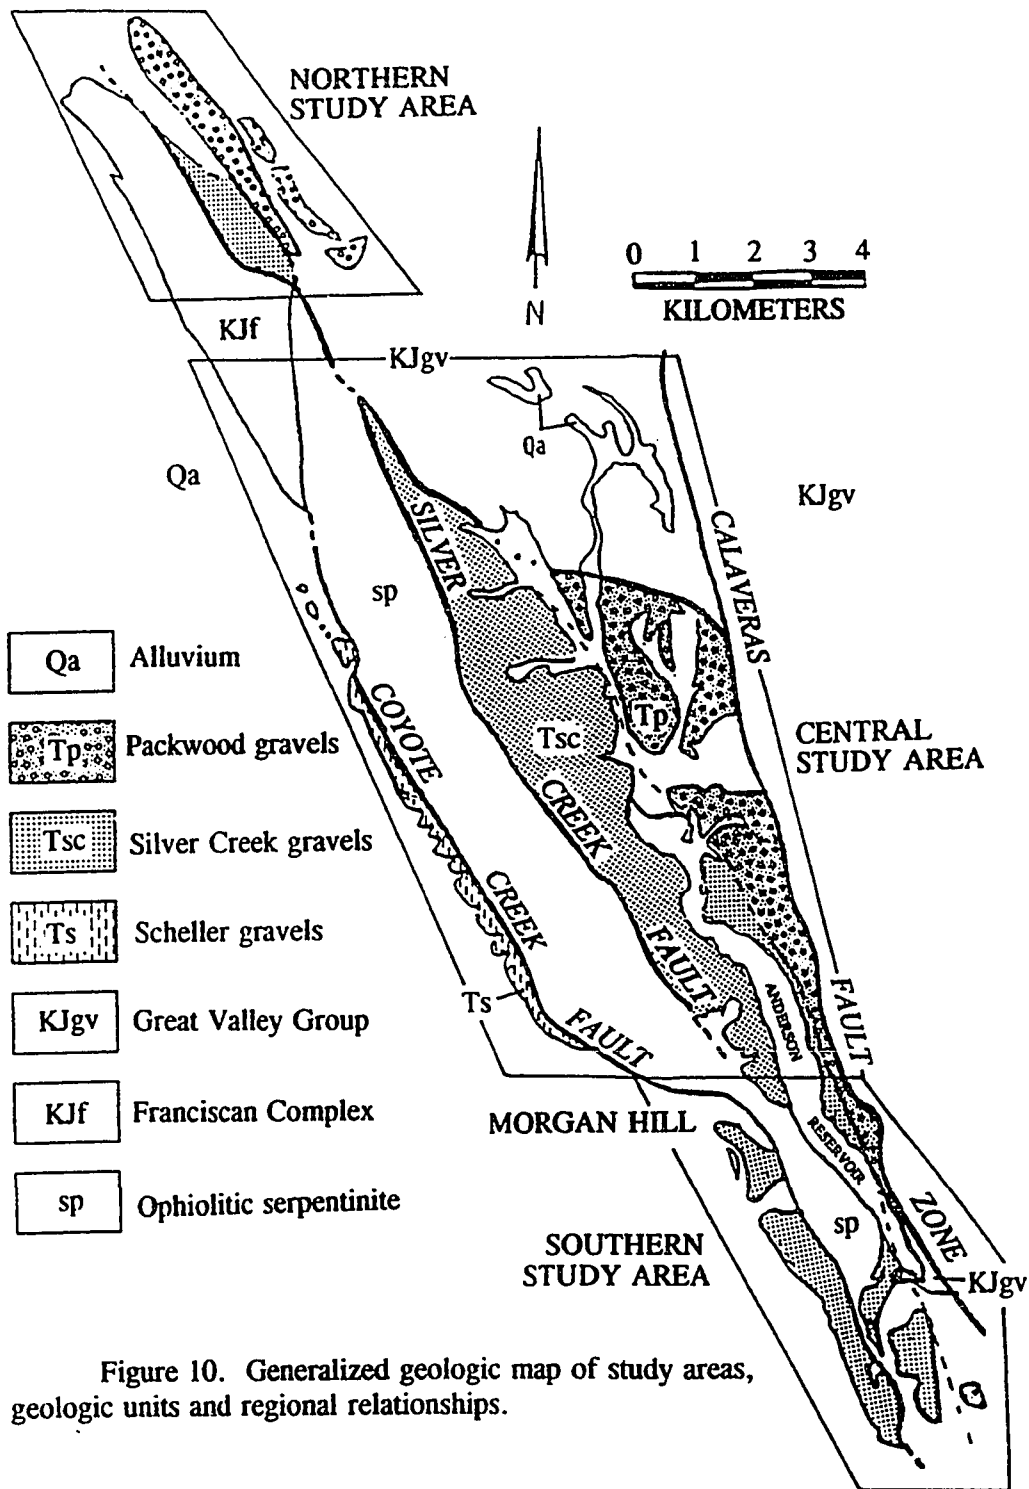 NORTHERN
STUDY AREA
N
0 1 2 3 4
KILOMETERS
KJf
KJgv
Qa
Qa
KJgv
SILVER
CREEK
FAULT
CALAVERAS
FAULT
ZONE
sp
COYOTE
CREEK
FAULT
Tp
Tsc
CENTRAL
STUDY AREA
Ts
ANDERSON
RESERVOIR
MORGAN HILL
sp
SOUTHERN
STUDY AREA
KJgv
Qa Alluvium
Tp Packwood gravels
Tsc Silver Creek gravels
Ts Scheller gravels
KJgv Great Valley Group
KJf Franciscan Complex
sp Ophiolitic serpentinite
Figure 10. Generalized geologic map of study areas,
geologic units and regional relationships.